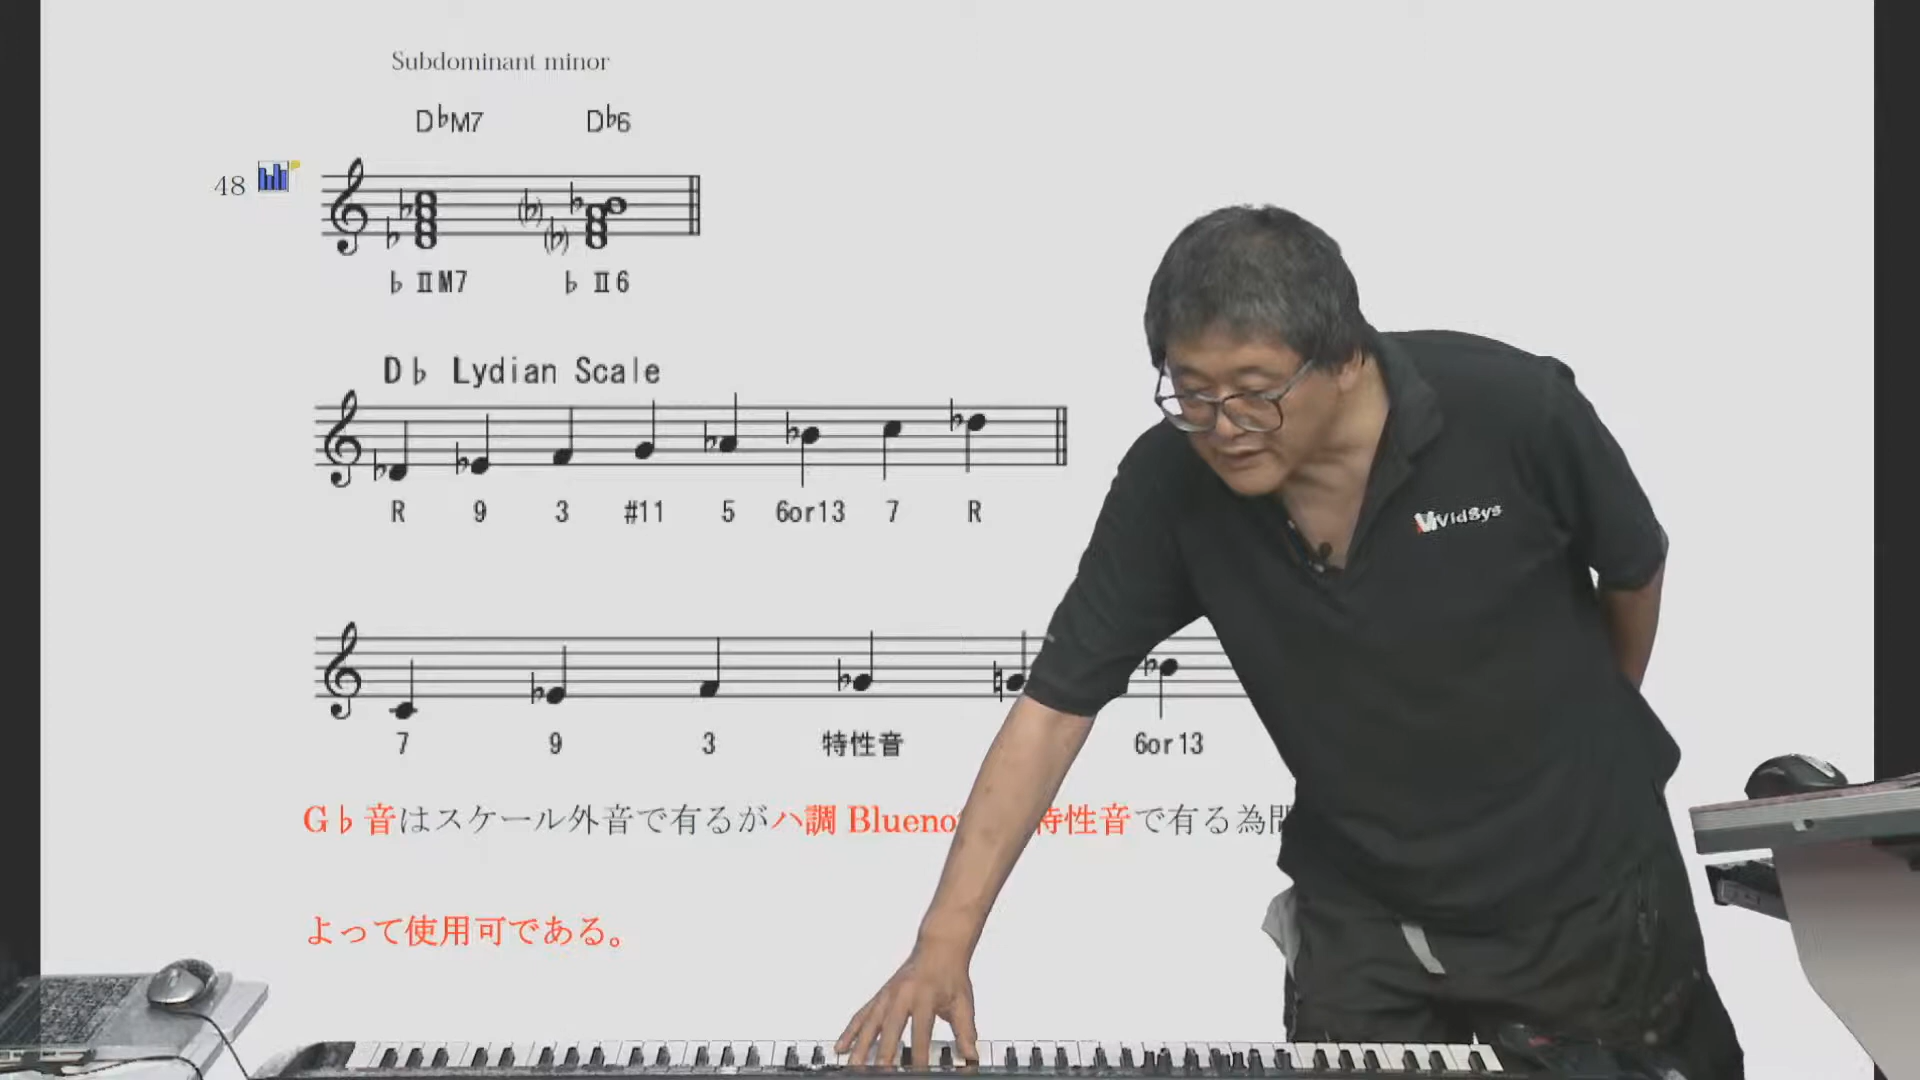 Subdominant minor
D♭M7 D♭6
48
♭ⅡM7 ♭Ⅱ6
D♭ Lydian Scale
R 9 3 #11 5 6or13 7 R
7 9 3 特性音 6or13
G♭音はスケール外音で有るがハ調 Blueno 特性音で有る為
よって使用可である。
VidSys